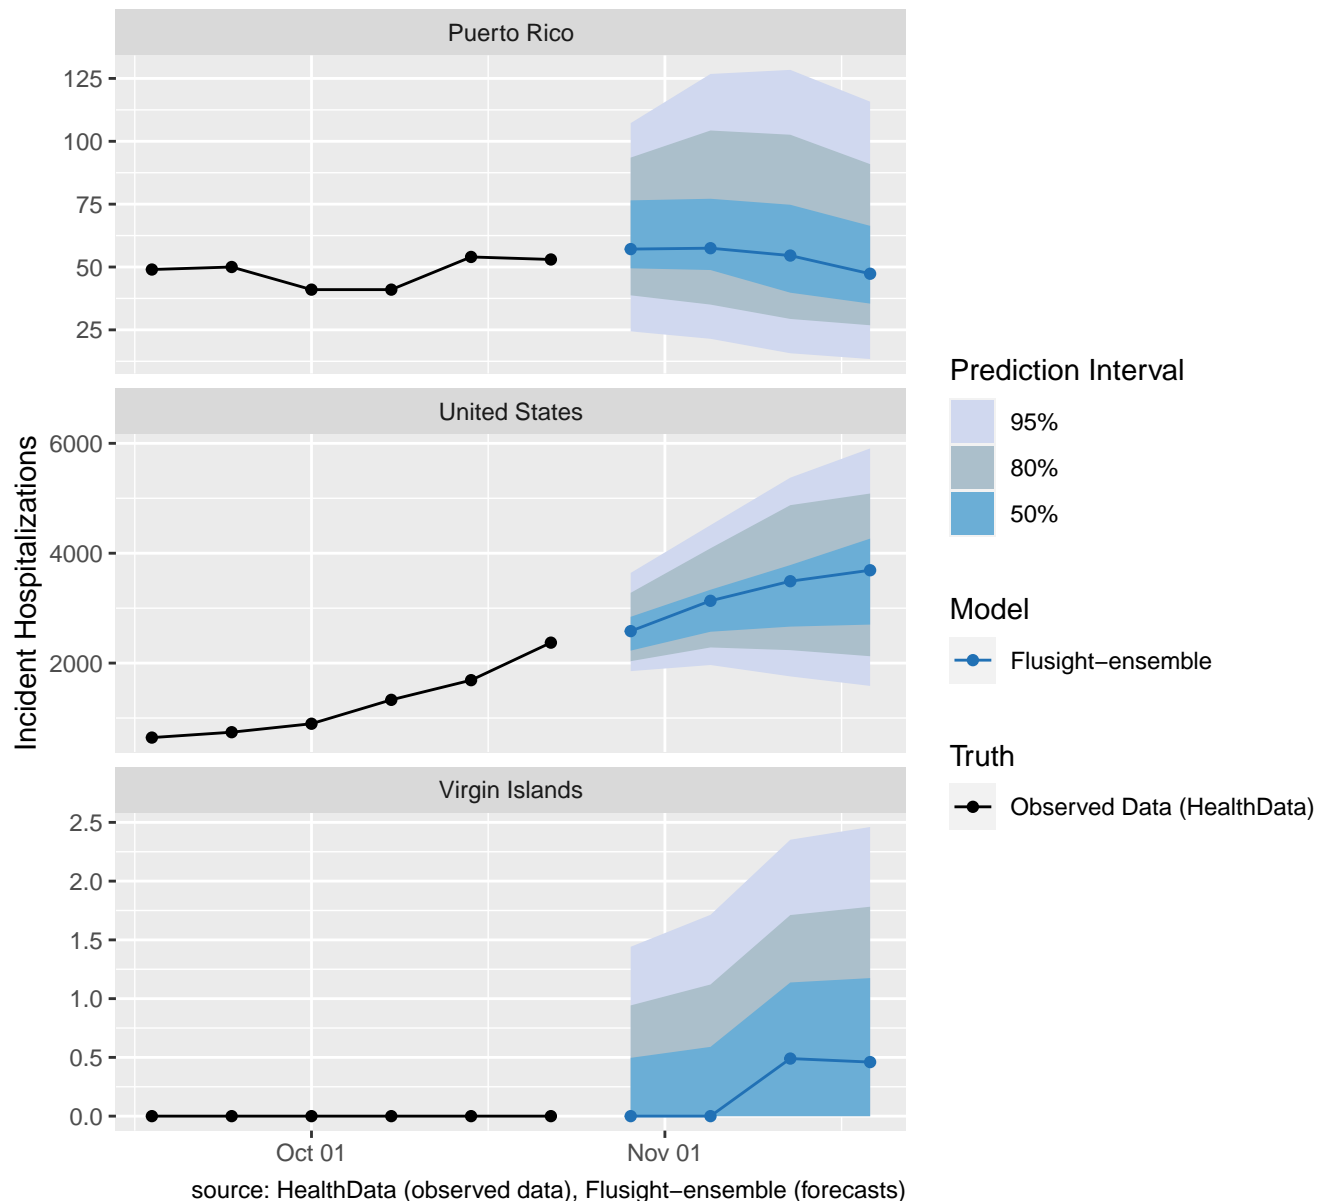 Puerto Rico
125
100
75
50
25
United States
6000
4000
2000
Virgin Islands
2.5
2.0
1.5
1.0
0.5
0.0
Oct 01
Nov 01
Incident Hospitalizations
source: HealthData (observed data), Flusight−ensemble (forecasts)
Prediction Interval
95%
80%
50%
Model
Flusight−ensemble
Truth
Observed Data (HealthData)